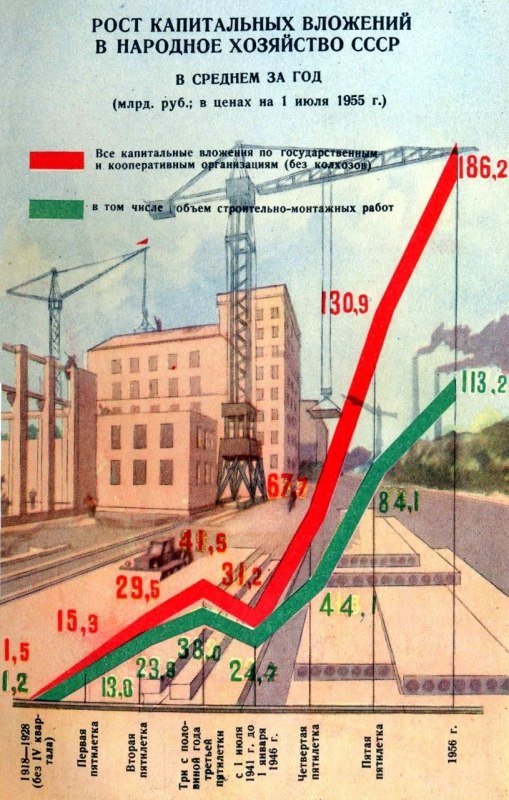 РОСТ КАПИТАЛЬНЫХ ВЛОЖЕНИЙ
В НАРОДНОЕ ХОЗЯЙСТВО СССР
В СРЕДНЕМ ЗА ГОД
(млрд. руб.; в ценах на 1 июля 1955 г.)
Все капитальные вложения по государственным
и кооперативным организациям (без колхозов)
в том числе объем строительно-монтажных работ
186,2
130,9
113,2
67,7
84,1
41,5
31,2
29,5
44,1
15,3
38,0
1,5
23,8
24,7
1,2
13,0
1918—1928
(без IV квар-
тала)
Первая
пятилетка
Вторая
пятилетка
Три с поло-
виной года
третьей
пятилетки
с 1 июля
1941 г. до
1 января
1946 г.
Четвертая
пятилетка
Пятая
пятилетка
1956 г.